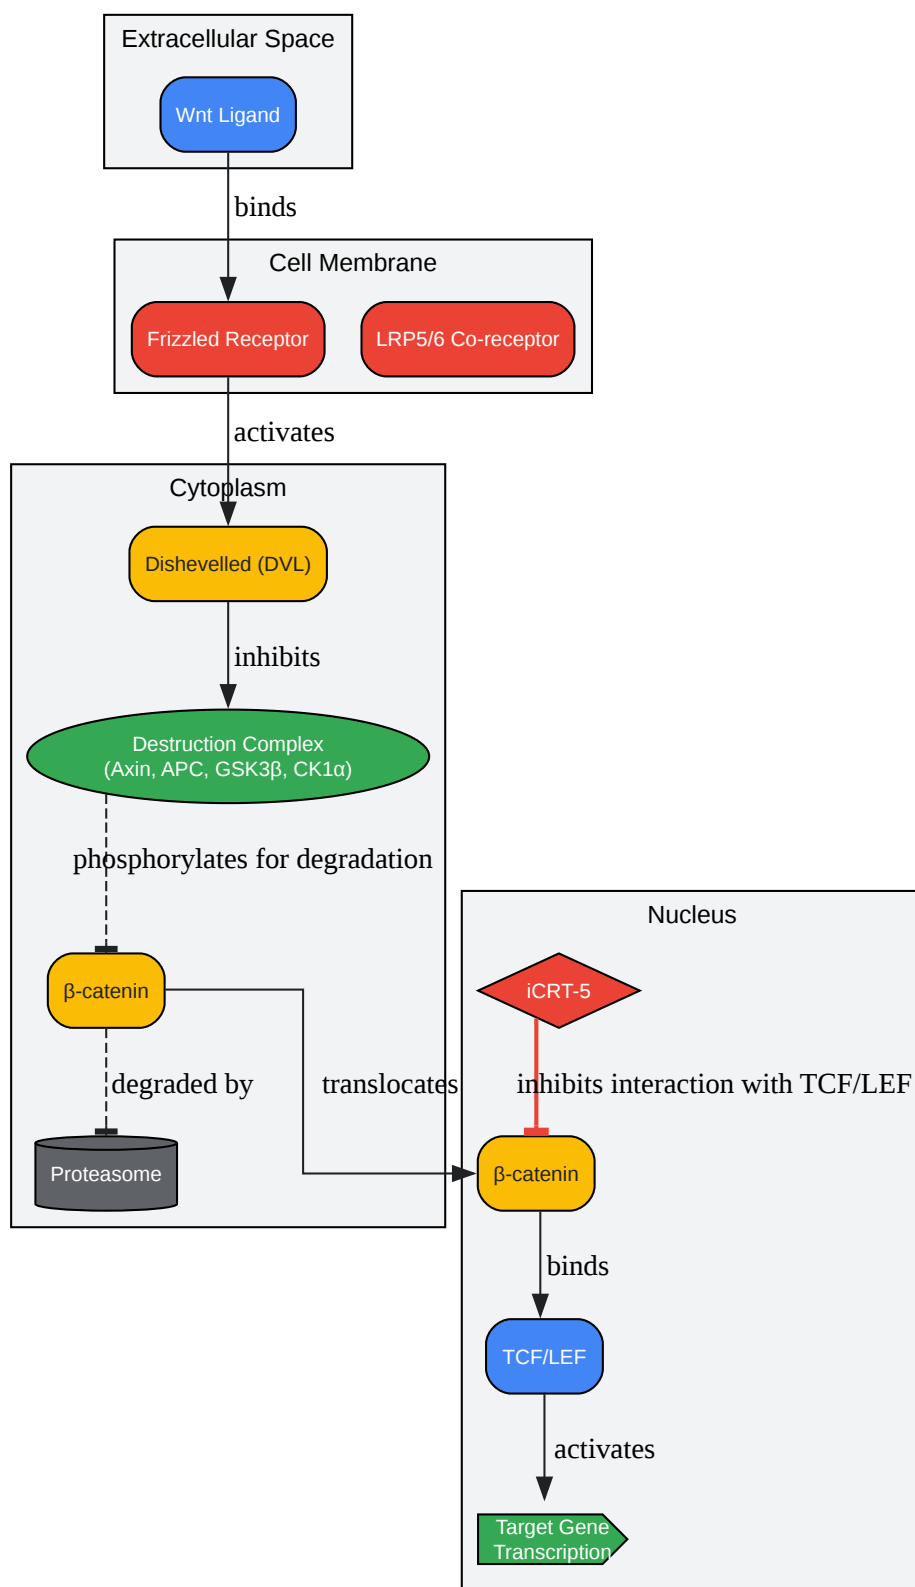 Extracellular Space
Wnt Ligand
binds
Cell Membrane
Frizzled Receptor
LRP5/6 Co-receptor
activates
Cytoplasm
Dishevelled (DVL)
inhibits
Destruction Complex
(Axin, APC, GSK3β, CK1α)
phosphorylates for degradation
Nucleus
β-catenin
iCRT-5
degraded by
translocates
inhibits interaction with TCF/LEF
Proteasome
β-catenin
binds
TCF/LEF
activates
Target Gene
Transcription